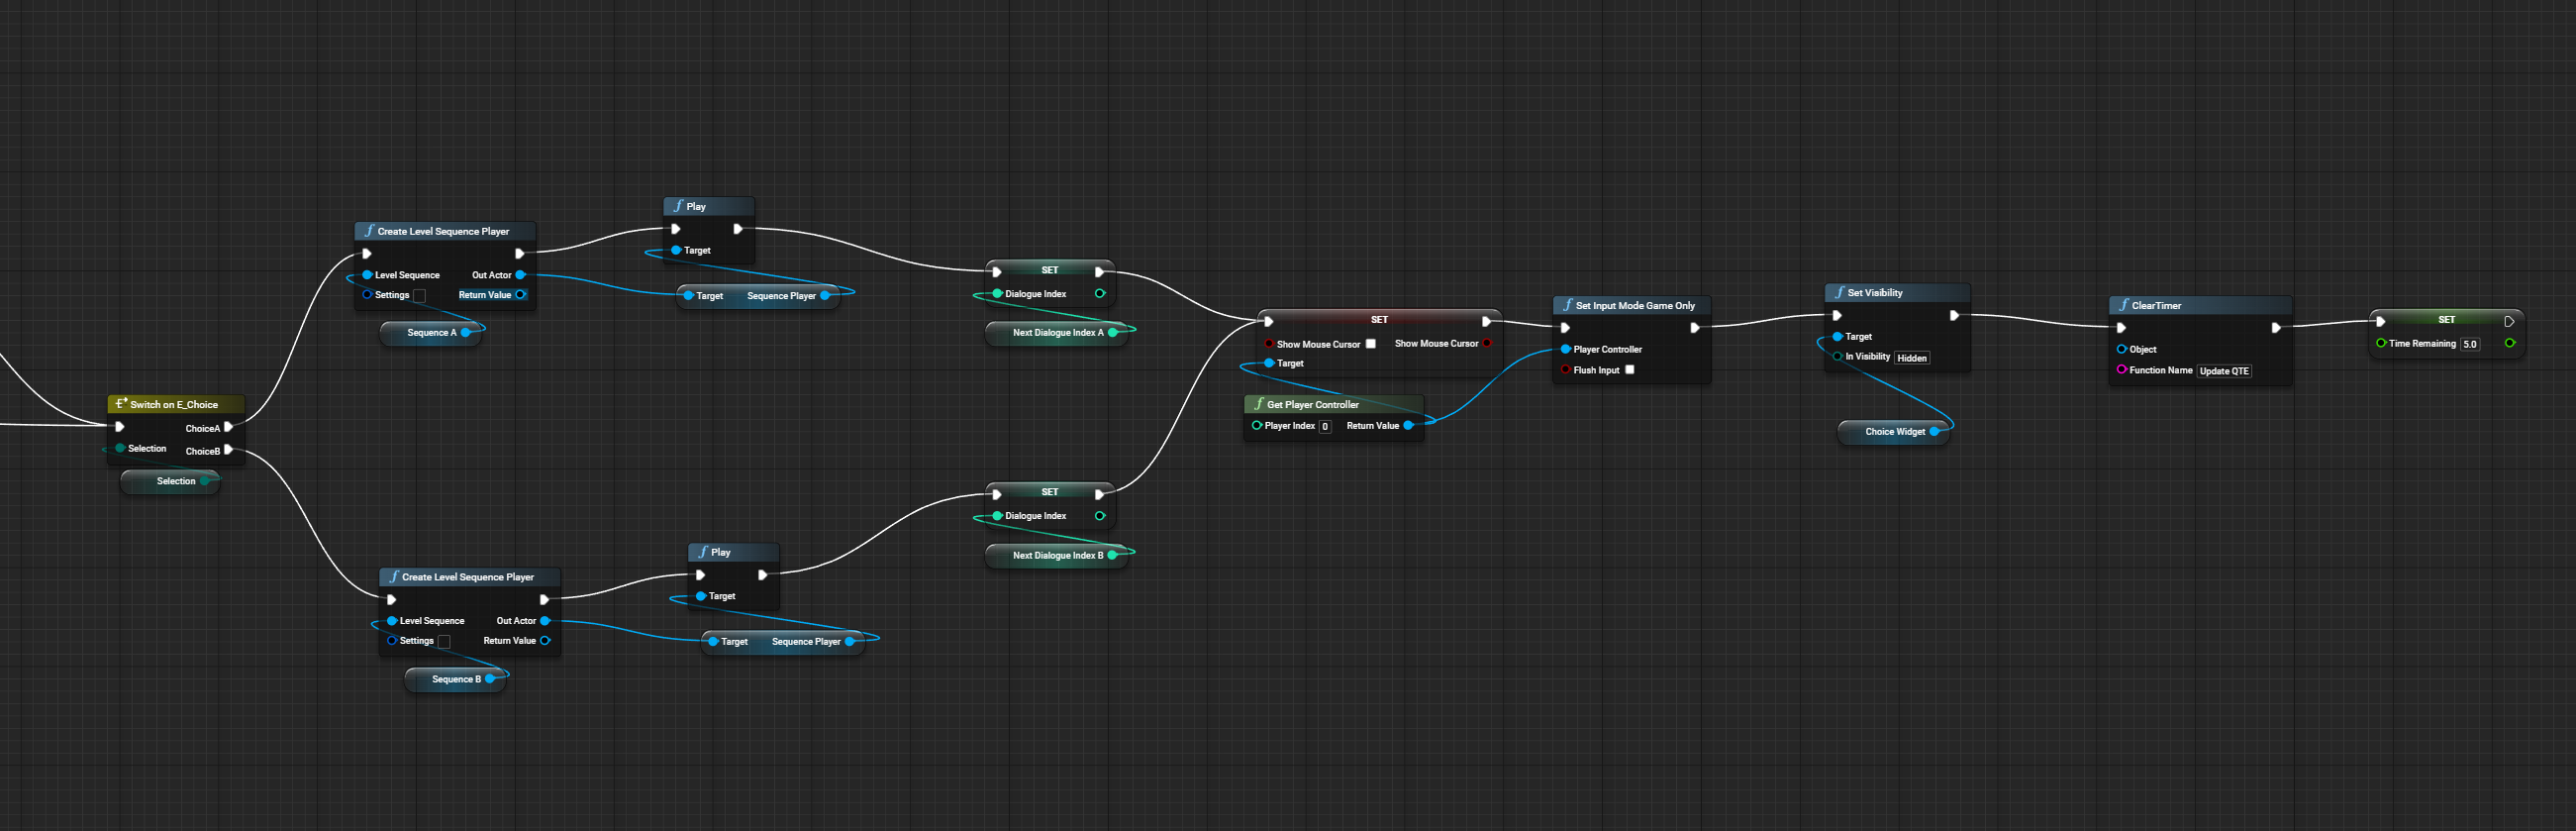 Switch on E_Choice
ChoiceA
Selection
ChoiceB
Selection
Create Level Sequence Player
Level Sequence Out Actor
Settings Return Value
Sequence A
Play
Target
Target Sequence Player
SET
Dialogue Index
Next Dialogue Index A
Create Level Sequence Player
Level Sequence Out Actor
Settings Return Value
Sequence B
Play
Target
Target Sequence Player
SET
Dialogue Index
Next Dialogue Index B
SET
Show Mouse Cursor Show Mouse Cursor
Target
Get Player Controller
Player Index 0 Return Value
Set Input Mode Game Only
Player Controller
Flush Input
Set Visibility
Target
In Visibility Hidden
Choice Widget
ClearTimer
Object
Function Name Update QTE
SET
Time Remaining 5.0